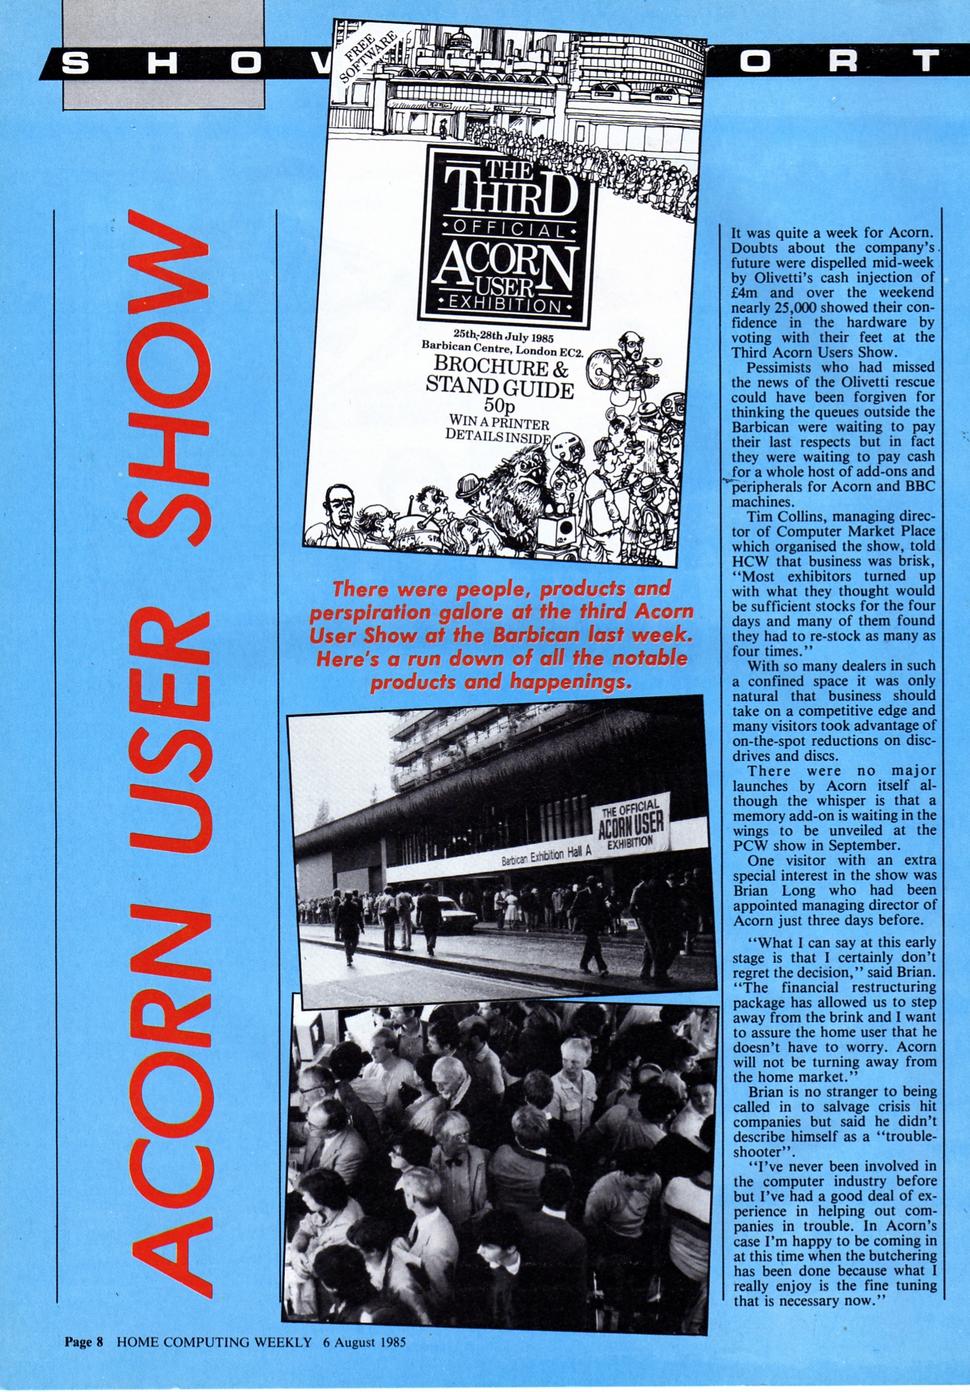 SHOW
ORT
ACORN USER SHOW
FREE
SOFTWARE
THE
THIRD
OFFICIAL
ACORN
USER
EXHIBITION
25th-28th July 1985
Barbican Centre, London EC2.
BROCHURE &
STAND GUIDE
50p
WIN A PRINTER
DETAILS INSIDE
There were people, products and
perspiration galore at the third Acorn
User Show at the Barbican last week.
Here's a run down of all the notable
products and happenings.
THE OFFICIAL
ACORN USER
EXHIBITION
Barbican Exhibition Hall A
It was quite a week for Acorn.
Doubts about the company's
future were dispelled mid-week
by Olivetti's cash injection of
£4m and over the weekend
nearly 25,000 showed their con-
fidence in the hardware by
voting with their feet at the
Third Acorn Users Show.
Pessimists who had missed
the news of the Olivetti rescue
could have been forgiven for
thinking the queues outside the
Barbican were waiting to pay
their last respects but in fact
they were waiting to pay cash
for a whole host of add-ons and
peripherals for Acorn and BBC
machines.
Tim Collins, managing direc-
tor of Computer Market Place
which organised the show, told
HCW that business was brisk,
"Most exhibitors turned up
with what they thought would
be sufficient stocks for the four
days and many of them found
they had to re-stock as many as
four times."
With so many dealers in such
a confined space it was only
natural that business should
take on a competitive edge and
many visitors took advantage of
on-the-spot reductions on disc-
drives and discs.
There were no major
launches by Acorn itself al-
though the whisper is that a
memory add-on is waiting in the
wings to be unveiled at the
PCW show in September.
One visitor with an extra
special interest in the show was
Brian Long who had been
appointed managing director of
Acorn just three days before.
"What I can say at this early
stage is that I certainly don't
regret the decision," said Brian.
"The financial restructuring
package has allowed us to step
away from the brink and I want
to assure the home user that he
doesn't have to worry. Acorn
will not be turning away from
the home market."
Brian is no stranger to being
called in to salvage crisis hit
companies but said he didn't
describe himself as a "trouble-
shooter".
"I've never been involved in
the computer industry before
but I've had a good deal of ex-
perience in helping out com-
panies in trouble. In Acorn's
case I'm happy to be coming in
at this time when the butchering
has been done because what I
really enjoy is the fine tuning
that is necessary now."
Page 8 HOME COMPUTING WEEKLY 6 August 1985